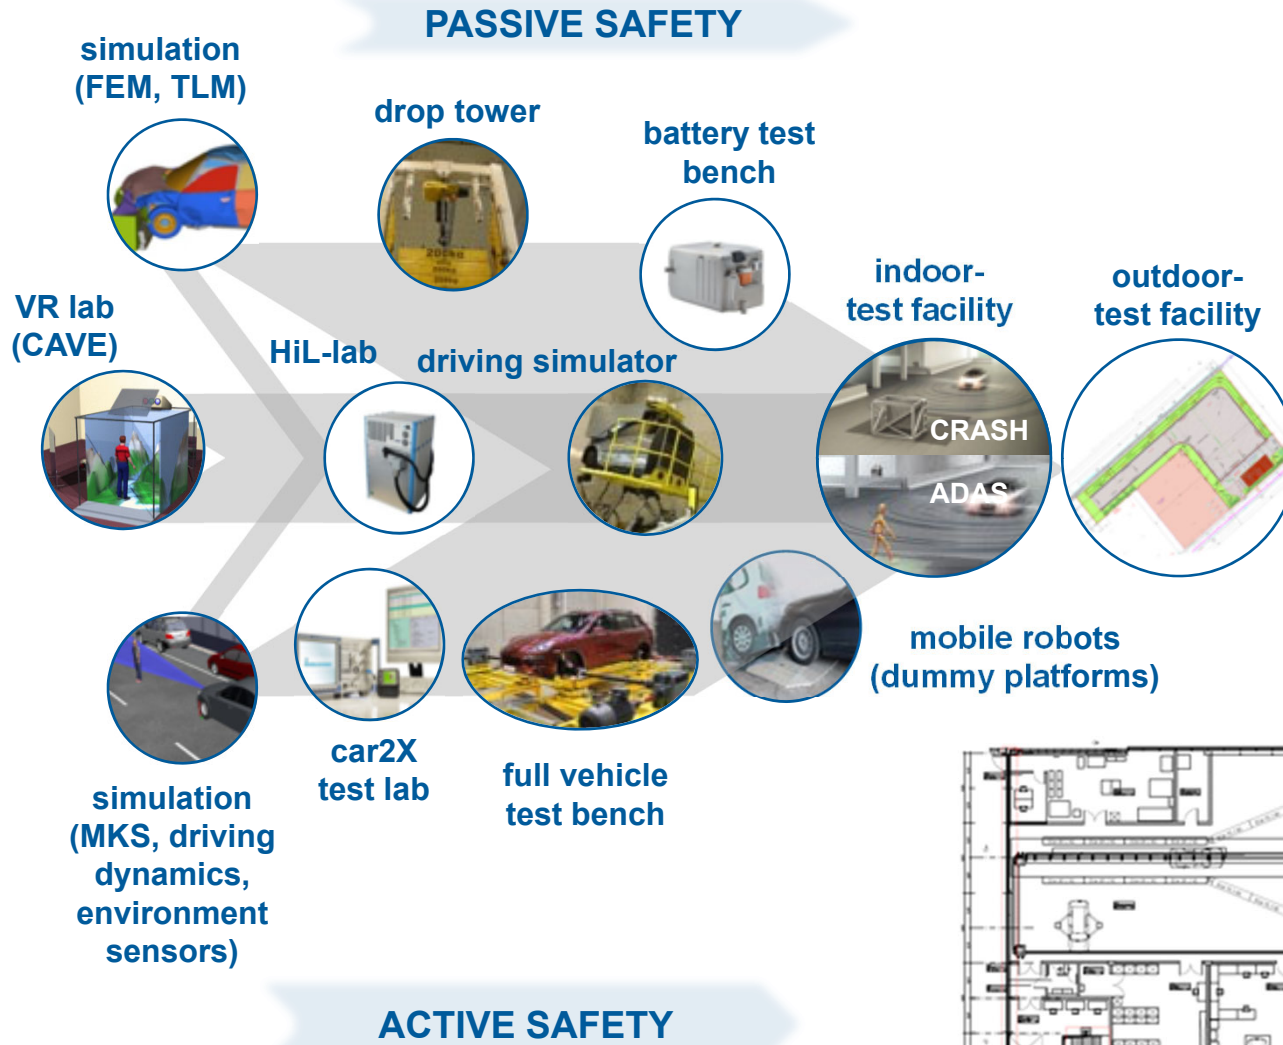 PASSIVE SAFETY
simulation
(FEM, TLM)
drop tower
200KG
battery test
bench
indoor-
test facility
outdoor-
test facility
VR lab
(CAVE)
HiL-lab
driving simulator
CRASH
ADAS
mobile robots
(dummy platforms)
car2X
test lab
full vehicle
test bench
simulation
(MKS, driving
dynamics,
environment
sensors)
ACTIVE SAFETY